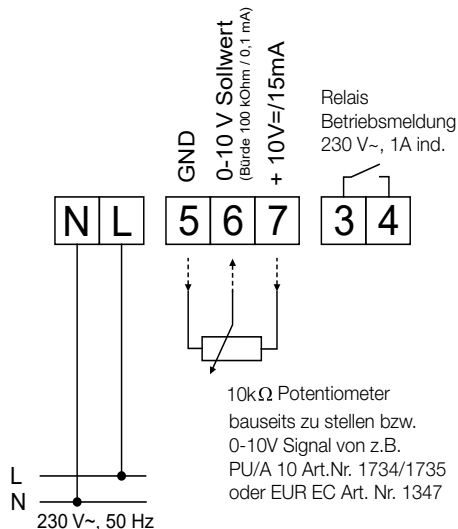 GND
0-10 V Sollwert
(Bürde 100 kOhm / 0,1 mA)
+ 10V=/15mA
Relais
Betriebsmeldung
230 V~, 1A ind.
N L 5 6 7 3 4
10kΩ Potentiometer
bauseits zu stellen bzw.
0-10V Signal von z.B.
PU/A 10 Art.Nr. 1734/1735
oder EUR EC Art. Nr. 1347
L
N
230 V~, 50 Hz